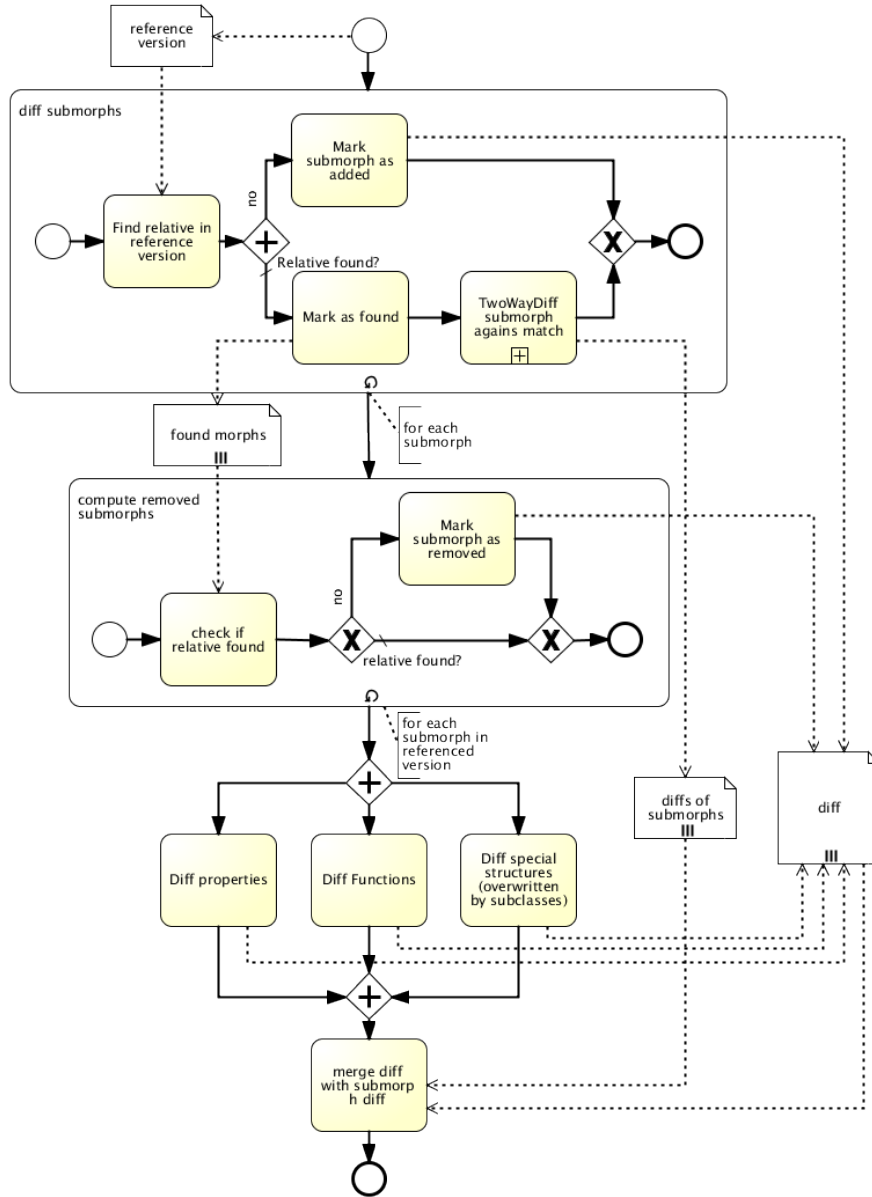 reference
version
diff submorphs
Mark
submorph as
added
no
Find relative in
reference
version
Relative found?
Mark as found
TwoWayDiff
submorph
agains match
found morphs
for each
submorph
compute removed
submorphs
Mark
submorph as
removed
no
check if
relative found
relative found?
for each
submorph in
referenced
version
diffs of
submorphs
diff
Diff properties
Diff Functions
Diff special
structures
(overwritten
by subclasses)
merge diff
with submorp
h diff